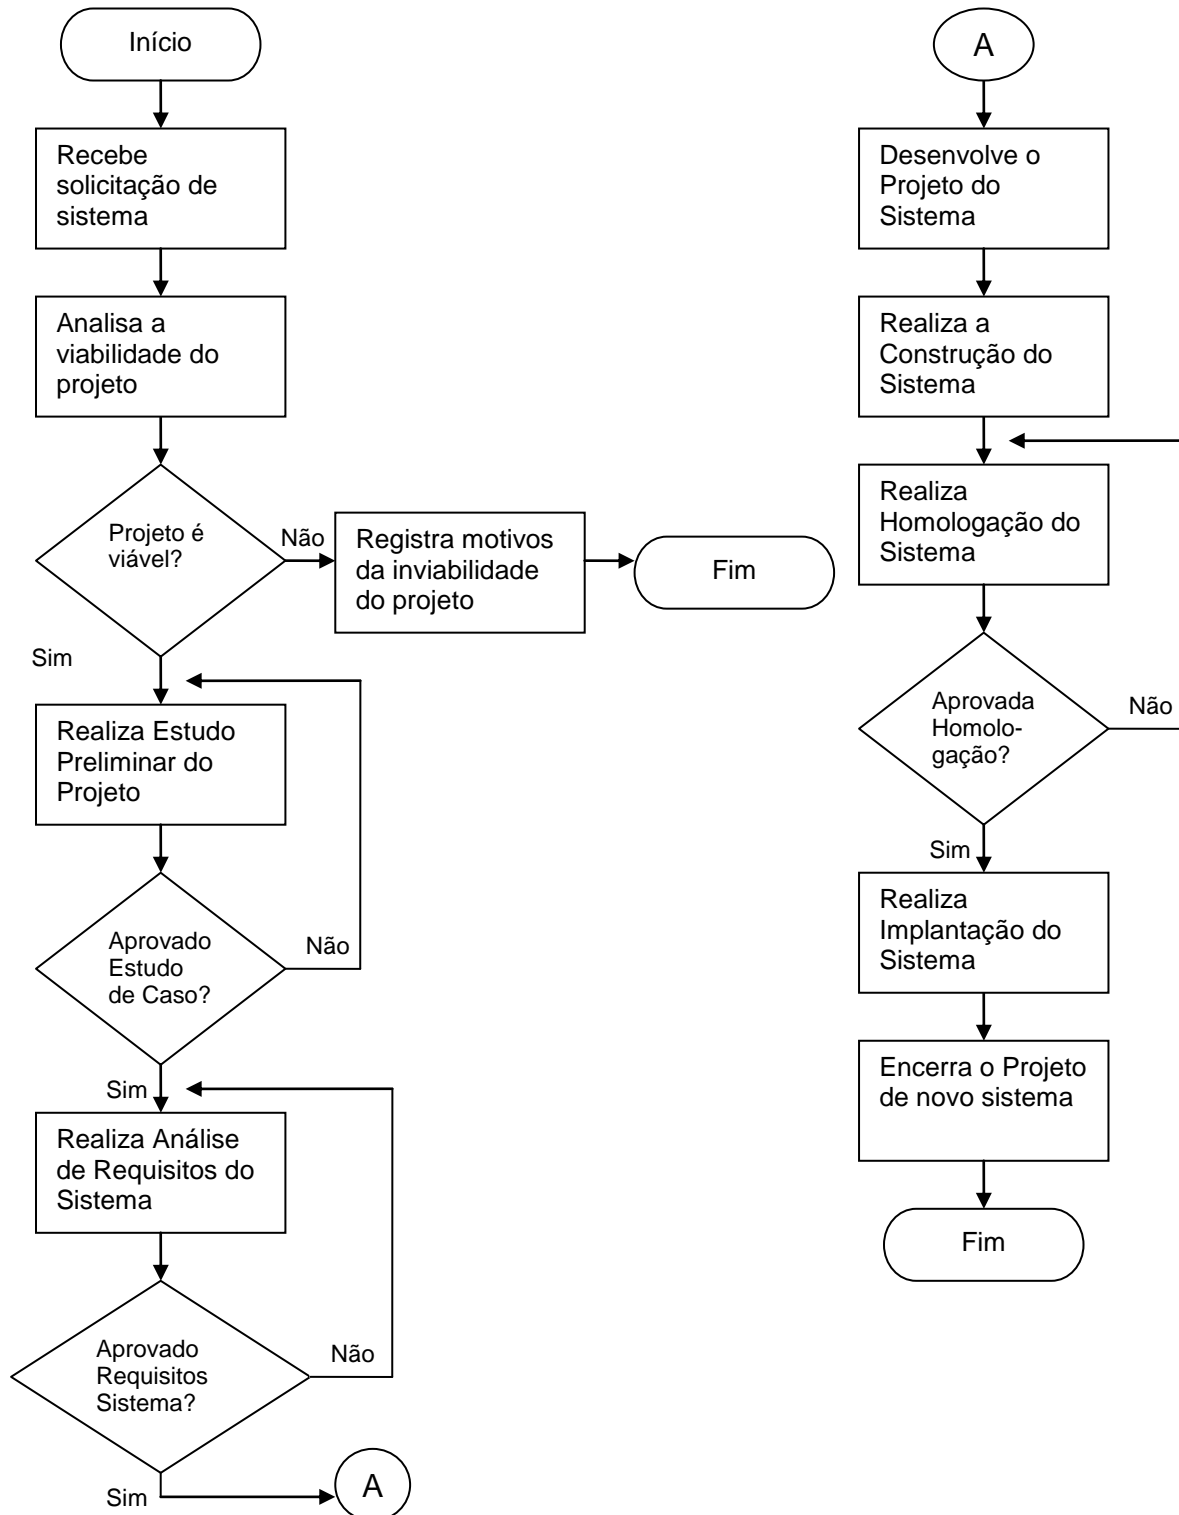 Início
Recebe
solicitação de
sistema
Analisa a
viabilidade do
projeto
Projeto é
viável?
Não
Registra motivos
da inviabilidade
do projeto
Fim
Sim
Realiza Estudo
Preliminar do
Projeto
Aprovado
Estudo
de Caso?
Não
Sim
Realiza Análise
de Requisitos do
Sistema
Aprovado
Requisitos
Sistema?
Não
Sim
A
A
Desenvolve o
Projeto do
Sistema
Realiza a
Construção do
Sistema
Realiza
Homologação do
Sistema
Aprovada
Homolo-
gação?
Não
Sim
Realiza
Implantação do
Sistema
Encerra o Projeto
de novo sistema
Fim